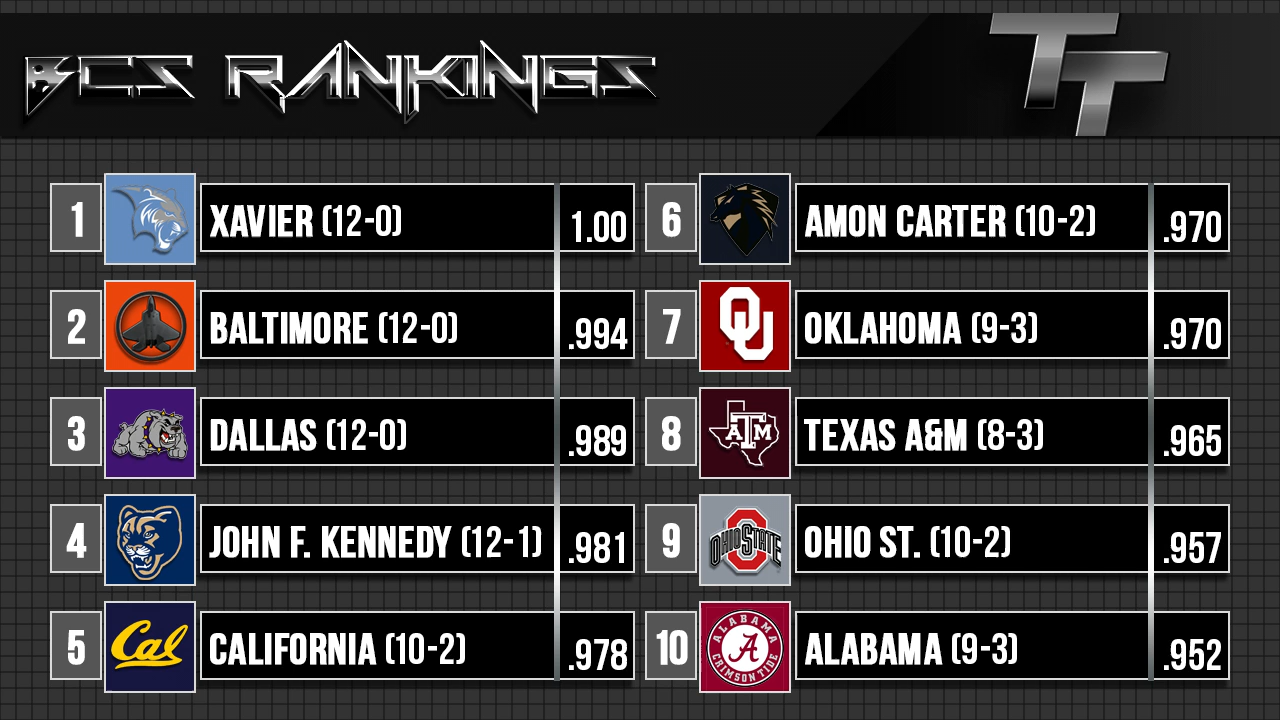 BCS RANKINGS
TT
1 XAVIER (12-0) 1.00
2 BALTIMORE (12-0) .994
3 DALLAS (12-0) .989
4 JOHN F. KENNEDY (12-1) .981
5 Cal CALIFORNIA (10-2) .978
6 AMON CARTER (10-2) .970
7 OU OKLAHOMA (9-3) .970
8 ATM TEXAS A&M (8-3) .965
9 OHIO STATE OHIO ST. (10-2) .957
10 ALABAMA A CRIMSON TIDE ALABAMA (9-3) .952